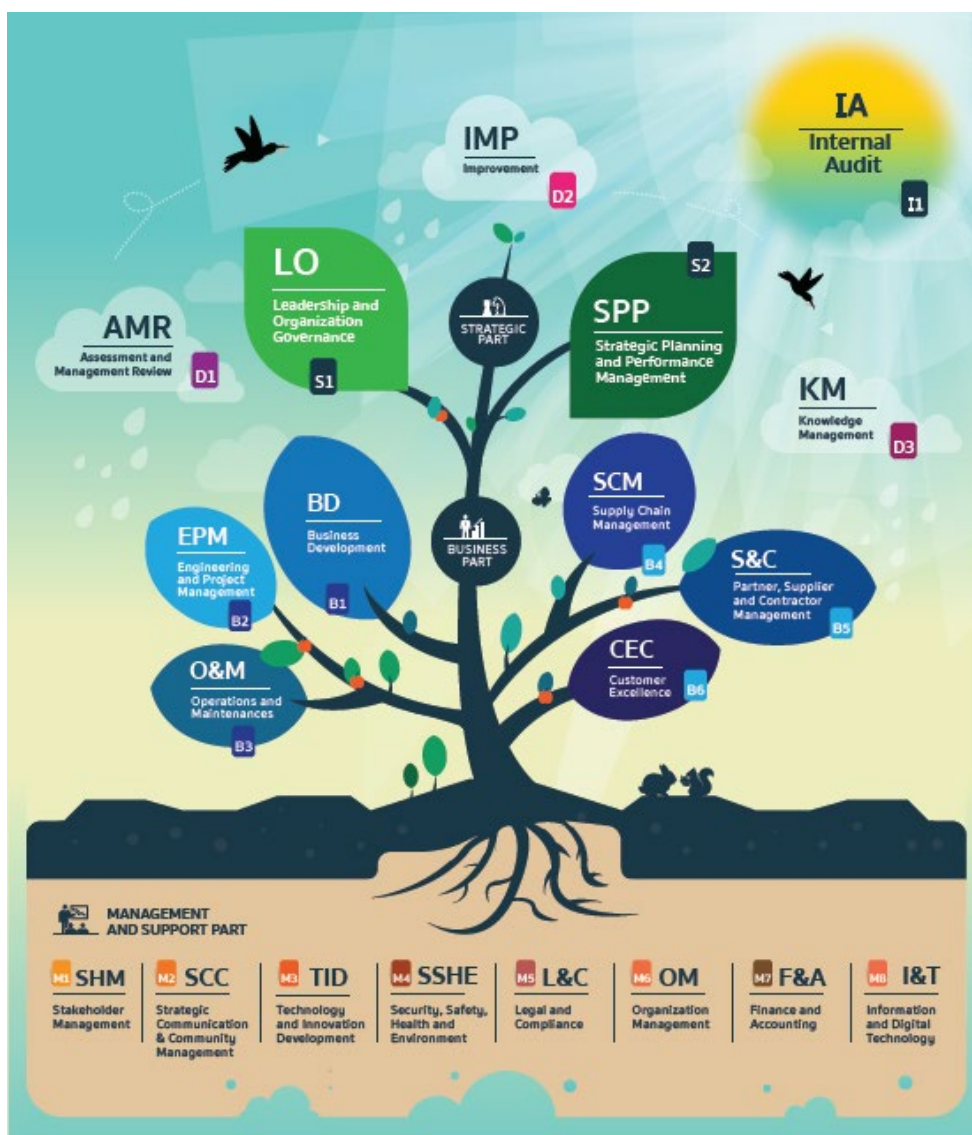 IA
Internal
Audit
I1
IMP
Improvement
D2
LO
Leadership and
Organization
Governance
S1
STRATEGIC
PART
S2
SPP
Strategic Planning
and Performance
Management
AMR
Assessment and
Management Review
D1
KM
Knowledge
Management
D3
BD
Business
Development
B1
SCM
Supply Chain
Management
B4
EPM
Engineering
and Project
Management
B2
BUSINESS
PART
S&C
Partner, Supplier
and Contractor
Management
B5
O&M
Operations and
Maintenances
B3
CEC
Customer
Excellence
B6
MANAGEMENT
AND SUPPORT PART
M1 SHM
Stakeholder
Management
M2 SCC
Strategic
Communication
& Community
Management
M3 TID
Technology
and Innovation
Development
M4 SSHE
Security, Safety,
Health and
Environment
M5 L&C
Legal and
Compliance
M6 OM
Organization
Management
M7 F&A
Finance and
Accounting
M8 I&T
Information
and Digital
Technology